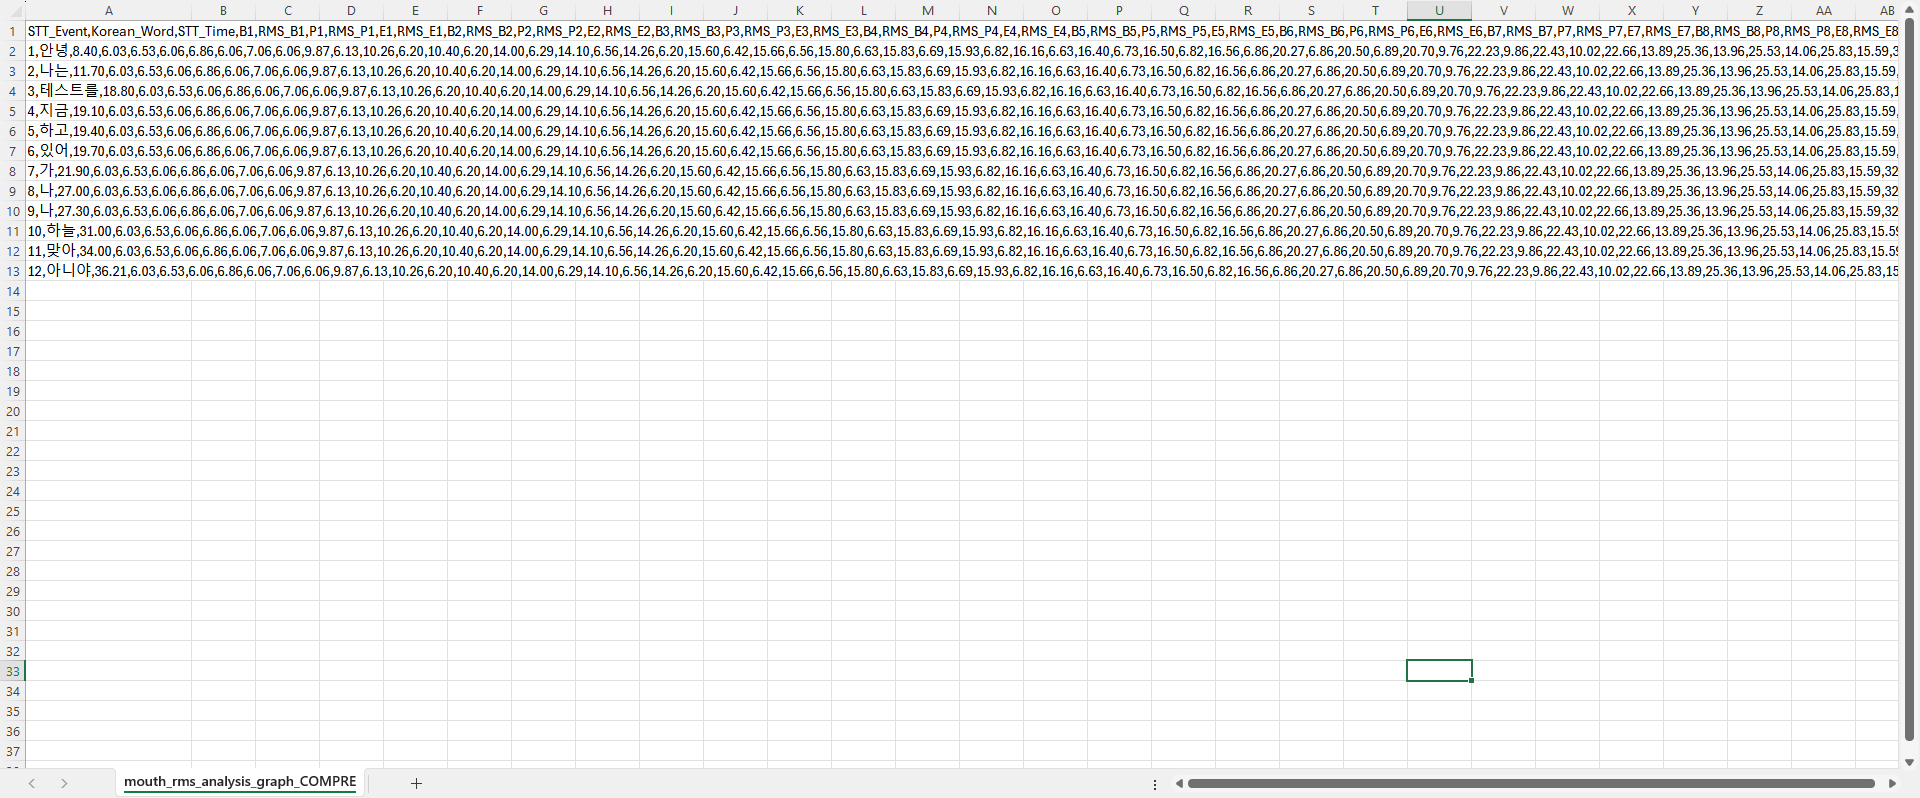 A B C D E F G H I J K L M N O P Q R S T U V W X Y Z AA AB
1 STT_Event,Korean_Word,STT_Time,B1,RMS_B1,P1,RMS_P1,E1,RMS_E1,B2,RMS_B2,P2,RMS_P2,E2,RMS_E2,B3,RMS_B3,P3,RMS_P3,E3,RMS_E3,B4,RMS_B4,P4,RMS_P4,E4,RMS_E4,B5,RMS_B5,P5,RMS_P5,E5,RMS_E5,B6,RMS_B6,P6,RMS_P6,E6,RMS_E6,B7,RMS_B7,P7,RMS_P7,E7,RMS_E7,B8,RMS_B8,P8,RMS_P8,E8,RMS_E8
2 1,안녕,8.40,6.03,6.53,6.06,6.86,6.06,7.06,6.06,9.87,6.13,10.26,6.20,10.40,6.20,14.00,6.29,14.10,6.56,14.26,6.20,15.60,6.42,15.66,6.56,15.80,6.63,15.83,6.69,15.93,6.82,16.16,6.63,16.40,6.73,16.50,6.82,16.56,6.86,20.27,6.86,20.50,6.89,20.70,9.76,22.23,9.86,22.43,10.02,22.66,13.89,25.36,13.96,25.53,14.06,25.83,15.59,3
3 2,나는,11.70,6.03,6.53,6.06,6.86,6.06,7.06,6.06,9.87,6.13,10.26,6.20,10.40,6.20,14.00,6.29,14.10,6.56,14.26,6.20,15.60,6.42,15.66,6.56,15.80,6.63,15.83,6.69,15.93,6.82,16.16,6.63,16.40,6.73,16.50,6.82,16.56,6.86,20.27,6.86,20.50,6.89,20.70,9.76,22.23,9.86,22.43,10.02,22.66,13.89,25.36,13.96,25.53,14.06,25.83,15.59,
4 3,테스트를,18.80,6.03,6.53,6.06,6.86,6.06,7.06,6.06,9.87,6.13,10.26,6.20,10.40,6.20,14.00,6.29,14.10,6.56,14.26,6.20,15.60,6.42,15.66,6.56,15.80,6.63,15.83,6.69,15.93,6.82,16.16,6.63,16.40,6.73,16.50,6.82,16.56,6.86,20.27,6.86,20.50,6.89,20.70,9.76,22.23,9.86,22.43,10.02,22.66,13.89,25.36,13.96,25.53,14.06,25.83,1
5 4,지금,19.10,6.03,6.53,6.06,6.86,6.06,7.06,6.06,9.87,6.13,10.26,6.20,10.40,6.20,14.00,6.29,14.10,6.56,14.26,6.20,15.60,6.42,15.66,6.56,15.80,6.63,15.83,6.69,15.93,6.82,16.16,6.63,16.40,6.73,16.50,6.82,16.56,6.86,20.27,6.86,20.50,6.89,20.70,9.76,22.23,9.86,22.43,10.02,22.66,13.89,25.36,13.96,25.53,14.06,25.83,15.59,
6 5,하고,19.40,6.03,6.53,6.06,6.86,6.06,7.06,6.06,9.87,6.13,10.26,6.20,10.40,6.20,14.00,6.29,14.10,6.56,14.26,6.20,15.60,6.42,15.66,6.56,15.80,6.63,15.83,6.69,15.93,6.82,16.16,6.63,16.40,6.73,16.50,6.82,16.56,6.86,20.27,6.86,20.50,6.89,20.70,9.76,22.23,9.86,22.43,10.02,22.66,13.89,25.36,13.96,25.53,14.06,25.83,15.59,
7 6,있어,19.70,6.03,6.53,6.06,6.86,6.06,7.06,6.06,9.87,6.13,10.26,6.20,10.40,6.20,14.00,6.29,14.10,6.56,14.26,6.20,15.60,6.42,15.66,6.56,15.80,6.63,15.83,6.69,15.93,6.82,16.16,6.63,16.40,6.73,16.50,6.82,16.56,6.86,20.27,6.86,20.50,6.89,20.70,9.76,22.23,9.86,22.43,10.02,22.66,13.89,25.36,13.96,25.53,14.06,25.83,15.59,
8 7,가,21.90,6.03,6.53,6.06,6.86,6.06,7.06,6.06,9.87,6.13,10.26,6.20,10.40,6.20,14.00,6.29,14.10,6.56,14.26,6.20,15.60,6.42,15.66,6.56,15.80,6.63,15.83,6.69,15.93,6.82,16.16,6.63,16.40,6.73,16.50,6.82,16.56,6.86,20.27,6.86,20.50,6.89,20.70,9.76,22.23,9.86,22.43,10.02,22.66,13.89,25.36,13.96,25.53,14.06,25.83,15.59,32
9 8,나,27.00,6.03,6.53,6.06,6.86,6.06,7.06,6.06,9.87,6.13,10.26,6.20,10.40,6.20,14.00,6.29,14.10,6.56,14.26,6.20,15.60,6.42,15.66,6.56,15.80,6.63,15.83,6.69,15.93,6.82,16.16,6.63,16.40,6.73,16.50,6.82,16.56,6.86,20.27,6.86,20.50,6.89,20.70,9.76,22.23,9.86,22.43,10.02,22.66,13.89,25.36,13.96,25.53,14.06,25.83,15.59,32
10 9,나,27.30,6.03,6.53,6.06,6.86,6.06,7.06,6.06,9.87,6.13,10.26,6.20,10.40,6.20,14.00,6.29,14.10,6.56,14.26,6.20,15.60,6.42,15.66,6.56,15.80,6.63,15.83,6.69,15.93,6.82,16.16,6.63,16.40,6.73,16.50,6.82,16.56,6.86,20.27,6.86,20.50,6.89,20.70,9.76,22.23,9.86,22.43,10.02,22.66,13.89,25.36,13.96,25.53,14.06,25.83,15.59,32
11 10,하늘,31.00,6.03,6.53,6.06,6.86,6.06,7.06,6.06,9.87,6.13,10.26,6.20,10.40,6.20,14.00,6.29,14.10,6.56,14.26,6.20,15.60,6.42,15.66,6.56,15.80,6.63,15.83,6.69,15.93,6.82,16.16,6.63,16.40,6.73,16.50,6.82,16.56,6.86,20.27,6.86,20.50,6.89,20.70,9.76,22.23,9.86,22.43,10.02,22.66,13.89,25.36,13.96,25.53,14.06,25.83,15.59
12 11,맞아,34.00,6.03,6.53,6.06,6.86,6.06,7.06,6.06,9.87,6.13,10.26,6.20,10.40,6.20,14.00,6.29,14.10,6.56,14.26,6.20,15.60,6.42,15.66,6.56,15.80,6.63,15.83,6.69,15.93,6.82,16.16,6.63,16.40,6.73,16.50,6.82,16.56,6.86,20.27,6.86,20.50,6.89,20.70,9.76,22.23,9.86,22.43,10.02,22.66,13.89,25.36,13.96,25.53,14.06,25.83,15.59
13 12,아니야,36.21,6.03,6.53,6.06,6.86,6.06,7.06,6.06,9.87,6.13,10.26,6.20,10.40,6.20,14.00,6.29,14.10,6.56,14.26,6.20,15.60,6.42,15.66,6.56,15.80,6.63,15.83,6.69,15.93,6.82,16.16,6.63,16.40,6.73,16.50,6.82,16.56,6.86,20.27,6.86,20.50,6.89,20.70,9.76,22.23,9.86,22.43,10.02,22.66,13.89,25.36,13.96,25.53,14.06,25.83,15
14
15
16
17
18
19
20
21
22
23
24
25
26
27
28
29
30
31
32
33
34
35
36
37
mouth_rms_analysis_graph_COMPRE